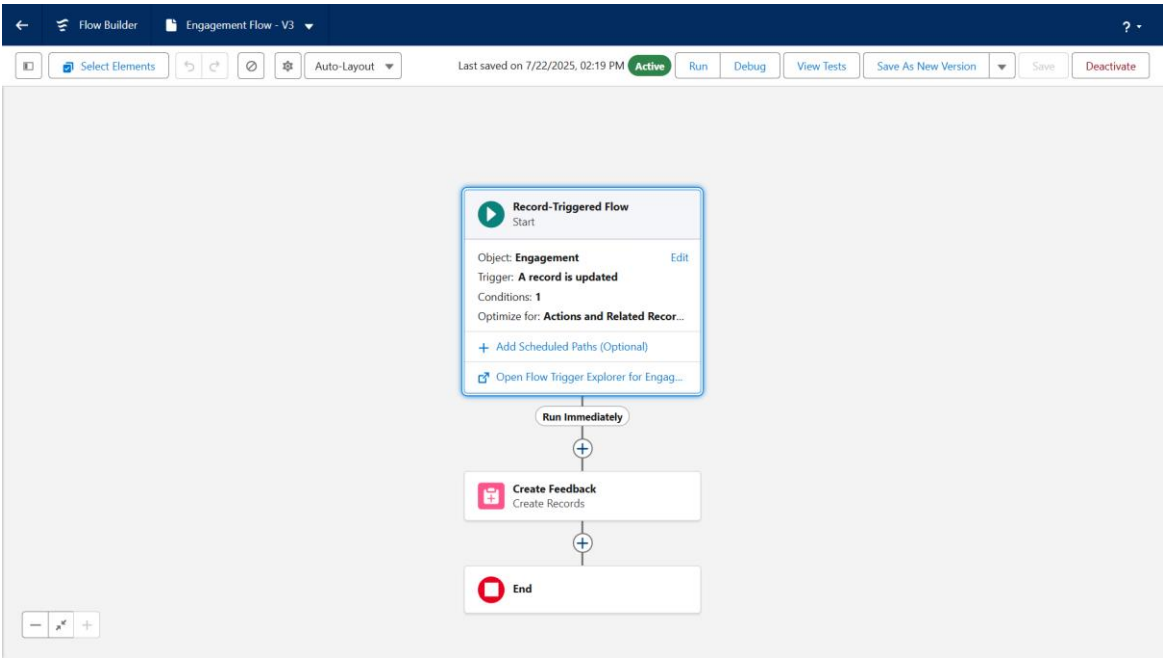 Flow Builder
Engagement Flow - V3
?
Select Elements
Auto-Layout
Last saved on 7/22/2025, 02:19 PM
Active
Run
Debug
View Tests
Save As New Version
Save
Deactivate
Record-Triggered Flow
Start
Object: Engagement
Edit
Trigger: A record is updated
Conditions: 1
Optimize for: Actions and Related Recor...
+ Add Scheduled Paths (Optional)
Open Flow Trigger Explorer for Engag...
Run Immediately
Create Feedback
Create Records
End